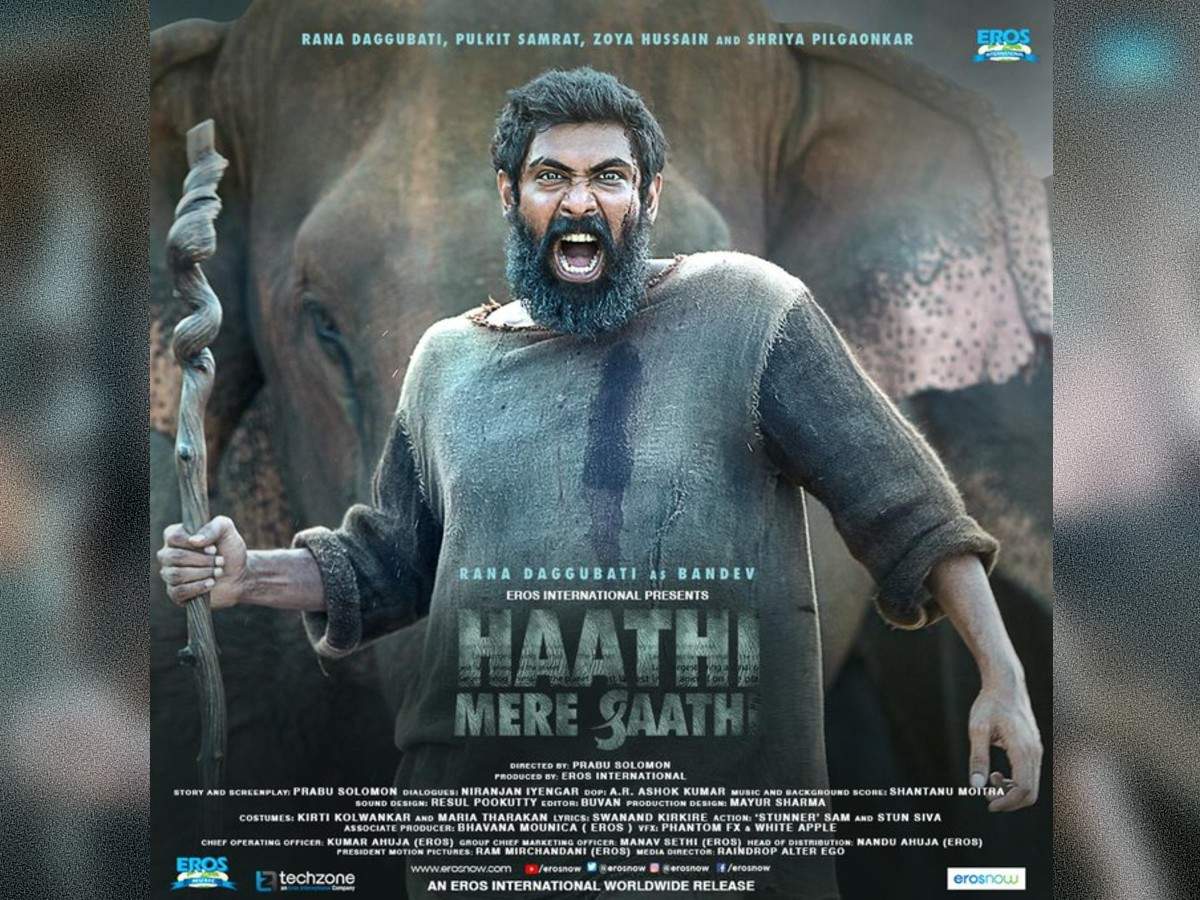 RANA DAGGUBATI, PULKIT SAMRAT, ZOYA HUSSAIN AND SHRIYA PILGAONKAR
EROS
INTERNATIONAL
RANA DAGGUBATI AS BANDEV
EROS INTERNATIONAL PRESENTS
HAATHI
MERE SAATHI
DIRECTED BY: PRABU SOLOMON
PRODUCED BY: EROS INTERNATIONAL
STORY AND SCREENPLAY: PRABU SOLOMON DIALOGUES: NIRANJAN IYENGAR DOP: A.R. ASHOK KUMAR MUSIC AND BACKGROUND SCORE: SHANTANU MOITRA
SOUND DESIGN: RESUL POOKUTTY EDITOR: BUVAN PRODUCTION DESIGN: MAYUR SHARMA
COSTUMES: KIRTI KOLWANKAR AND MARIA THARAKAN LYRICS: SWANAND KIRKIRE ACTION: 'STUNNER' SAM AND STUN SIVA
ASSOCIATE PRODUCER: BHAVANA MOUNICA ( EROS ) VFX: PHANTOM FX & WHITE APPLE
CHIEF OPERATING OFFICER: KUMAR AHUJA (EROS) GROUP CHIEF MARKETING OFFICER: MANAV SETHI (EROS) HEAD OF DISTRIBUTION: NANDU AHUJA (EROS)
PRESIDENT MOTION PICTURES: RAM MIRCHANDANI (EROS) MEDIA DIRECTOR: RAINDROP ALTER EGO
www.erosnow.com /erosnow @erosnow @erosnow /erosnow
EROS
MUSIC
techzone
an Eros International Company
erosnow
AN EROS INTERNATIONAL WORLDWIDE RELEASE